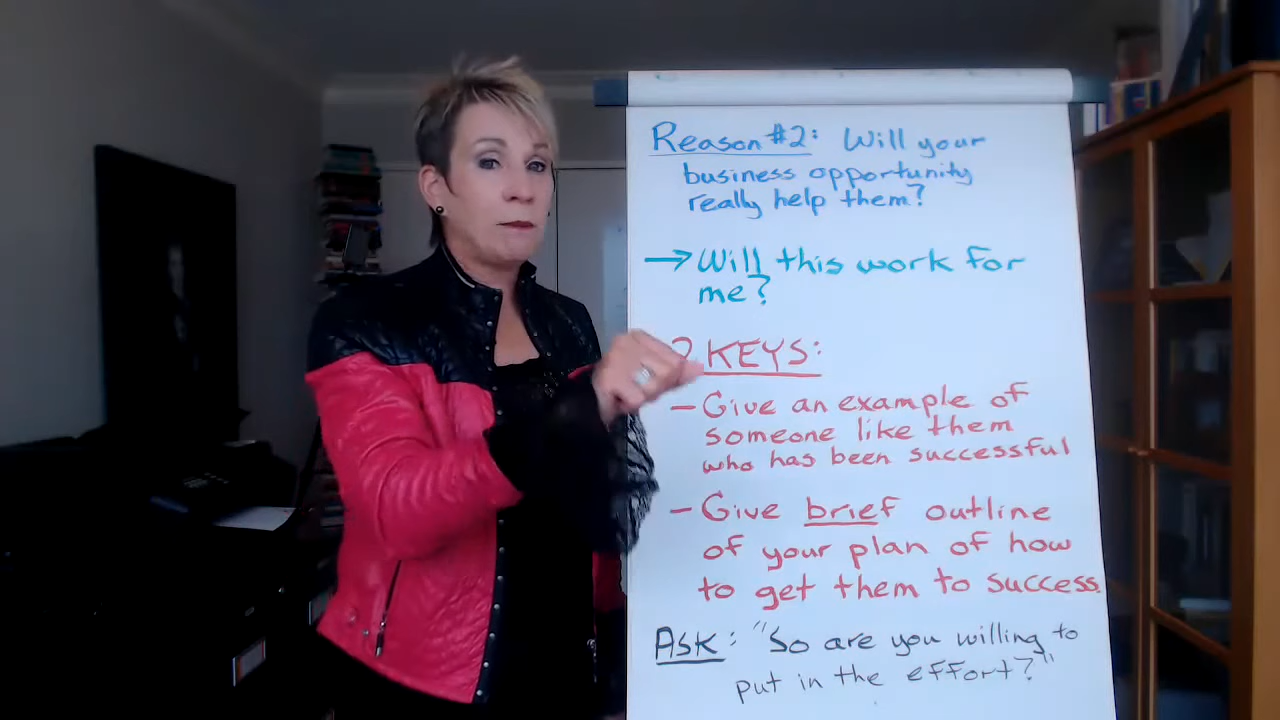 Reason #2: Will your
business opportunity
really help them?
→ Will this work for
me?
2 KEYS:
- Give an example of
someone like them
who has been successful
- Give brief outline
of your plan of how
to get them to success.
ASK: "So are you willing to
put in the effort?"